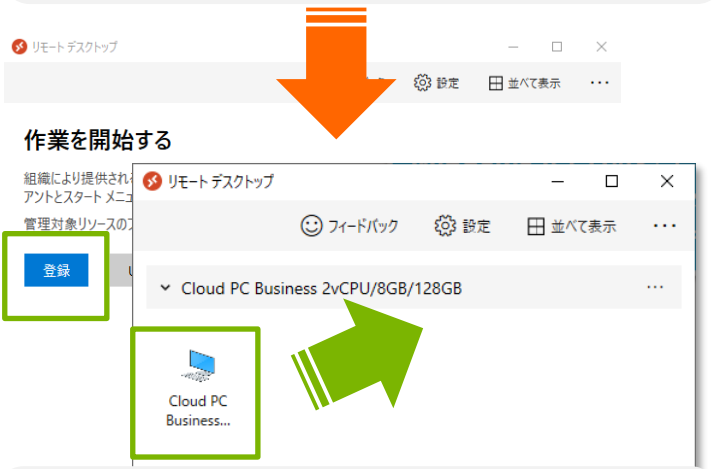 リモート デスクトップ
設定
並べて表示
作業を開始する
組織により提供され
アントとスタート メニュ
管理対象リソースの
登録
リモート デスクトップ
フィードバック
設定
並べて表示
Cloud PC Business 2vCPU/8GB/128GB
Cloud PC
Business...